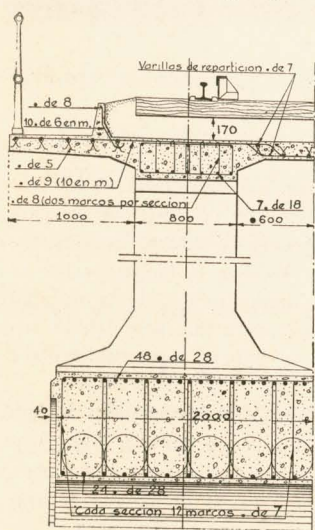 Varillas de reparticion . de 7
. de 8
10. de 6 en m.
170
. de 5
. de 9 (10 en m)
. de 8 (dos marcos por seccion)
7. de 18
1000
800
600
48 . de 28
40
2000
24 . de 28
Cada seccion 12 marcos . de 7